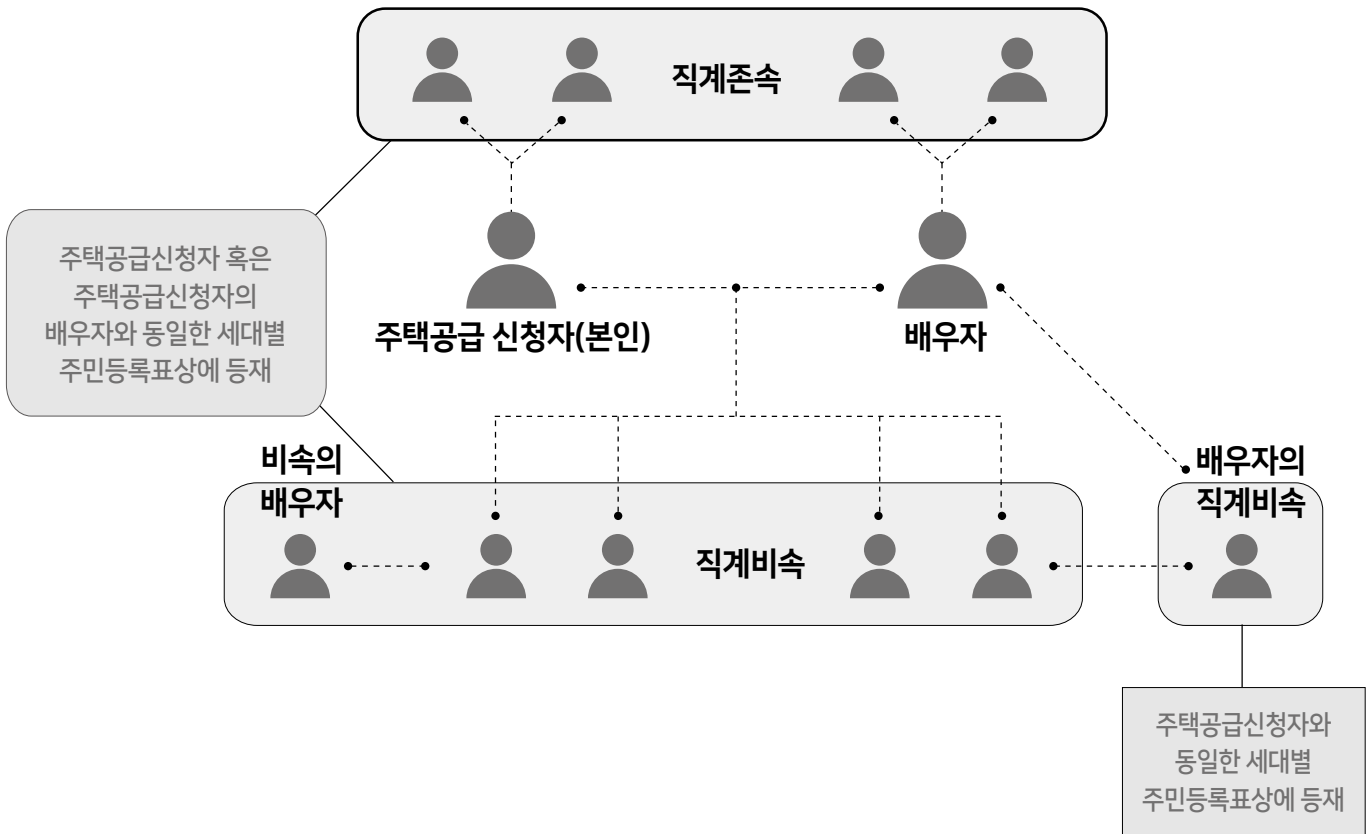 직계존속
주택공급신청자 혹은
주택공급신청자의
배우자와 동일한 세대별
주민등록표상에 등재
주택공급 신청자(본인)
배우자
비속의
배우자
직계비속
배우자의
직계비속
주택공급신청자와
동일한 세대별
주민등록표상에 등재